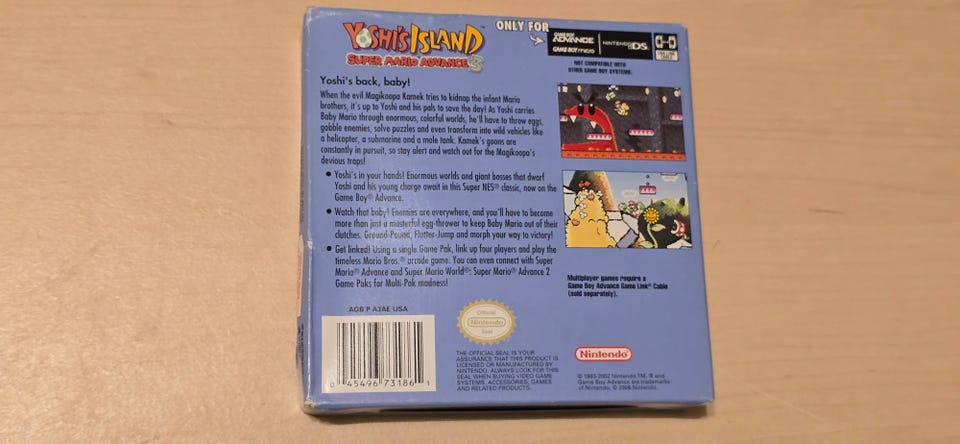 YOSHI'S ISLAND™
SUPER MARIO ADVANCE 3
ONLY FOR
GAME BOY ADVANCE
GAME BOY micro
NINTENDO DS™
GBA LINK CABLE
NOT COMPATIBLE WITH
OTHER GAME BOY SYSTEMS.
Yoshi's back, baby!
When the evil Magikoopa Kamek tries to kidnap the infant Mario
brothers, it's up to Yoshi and his pals to save the day! As Yoshi carries
Baby Mario through enormous, colorful worlds, he'll have to throw eggs,
gobble enemies, solve puzzles and even transform into wild vehicles like
a helicopter, a submarine and a mole tank. Kamek's goons are
constantly in pursuit, so stay alert and watch out for the Magikoopa's
devious traps!
• Yoshi's in your hands! Enormous worlds and giant bosses that dwarf
Yoshi and his young charge await in this Super NES® classic, now on the
Game Boy® Advance.
• Watch that baby! Enemies are everywhere, and you'll have to become
more than just a masterful egg-thrower to keep Baby Mario out of their
clutches. Ground-Pound, Flutter-Jump and morph your way to victory!
• Get linked! Using a single Game Pak, link up four players and play the
timeless Mario Bros.® arcade game. You can even connect with Super
Mario® Advance and Super Mario World®: Super Mario® Advance 2
Game Paks for Multi-Pak madness!
Multiplayer games require a
Game Boy Advance Game Link® Cable
(sold separately).
AGB P A3AE USA
0 45496 73186 1
Official
Nintendo
Seal
THE OFFICIAL SEAL IS YOUR
ASSURANCE THAT THIS PRODUCT IS
LICENSED OR MANUFACTURED BY
NINTENDO. ALWAYS LOOK FOR THIS
SEAL WHEN BUYING VIDEO GAME
SYSTEMS, ACCESSORIES, GAMES
AND RELATED PRODUCTS.
Nintendo®
© 1983-2002 Nintendo. TM, ® and
Game Boy Advance are trademarks
of Nintendo. © 2006 Nintendo.